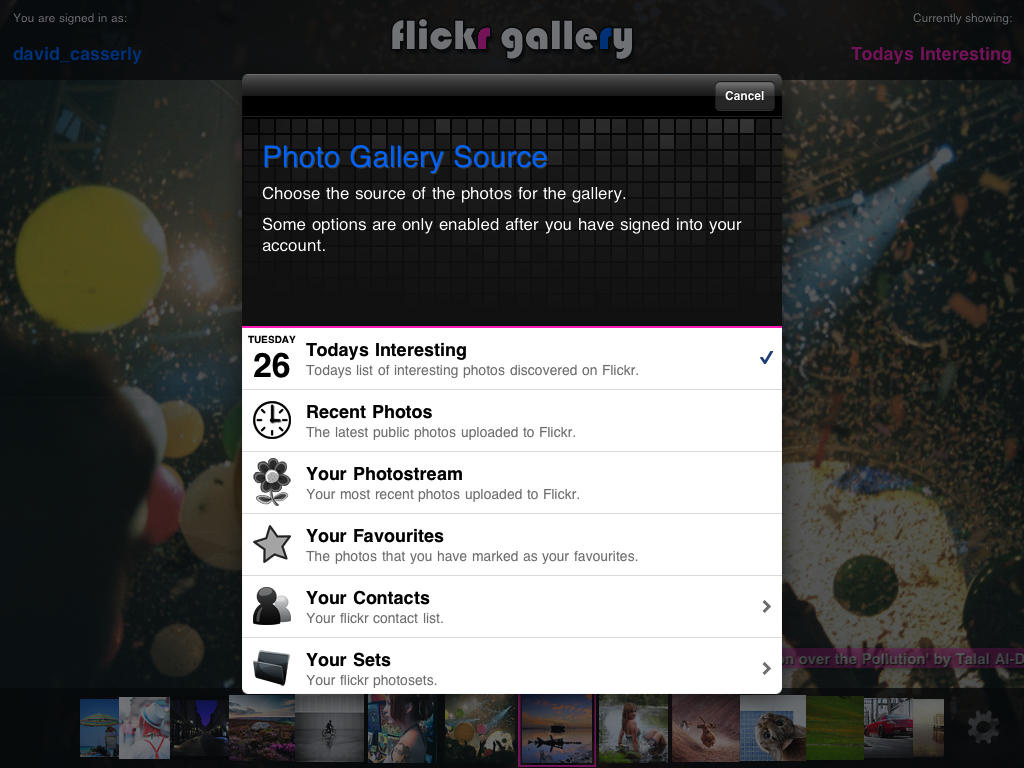 You are signed in as:
david_casserly
flickr gallery
Currently showing:
Todays Interesting
Cancel
Photo Gallery Source
Choose the source of the photos for the gallery.
Some options are only enabled after you have signed into your
account.
TUESDAY
26
Todays Interesting
Todays list of interesting photos discovered on Flickr.
Recent Photos
The latest public photos uploaded to Flickr.
Your Photostream
Your most recent photos uploaded to Flickr.
Your Favourites
The photos that you have marked as your favourites.
Your Contacts
Your flickr contact list.
Your Sets
Your flickr photosets.
over the Pollution' by Talal